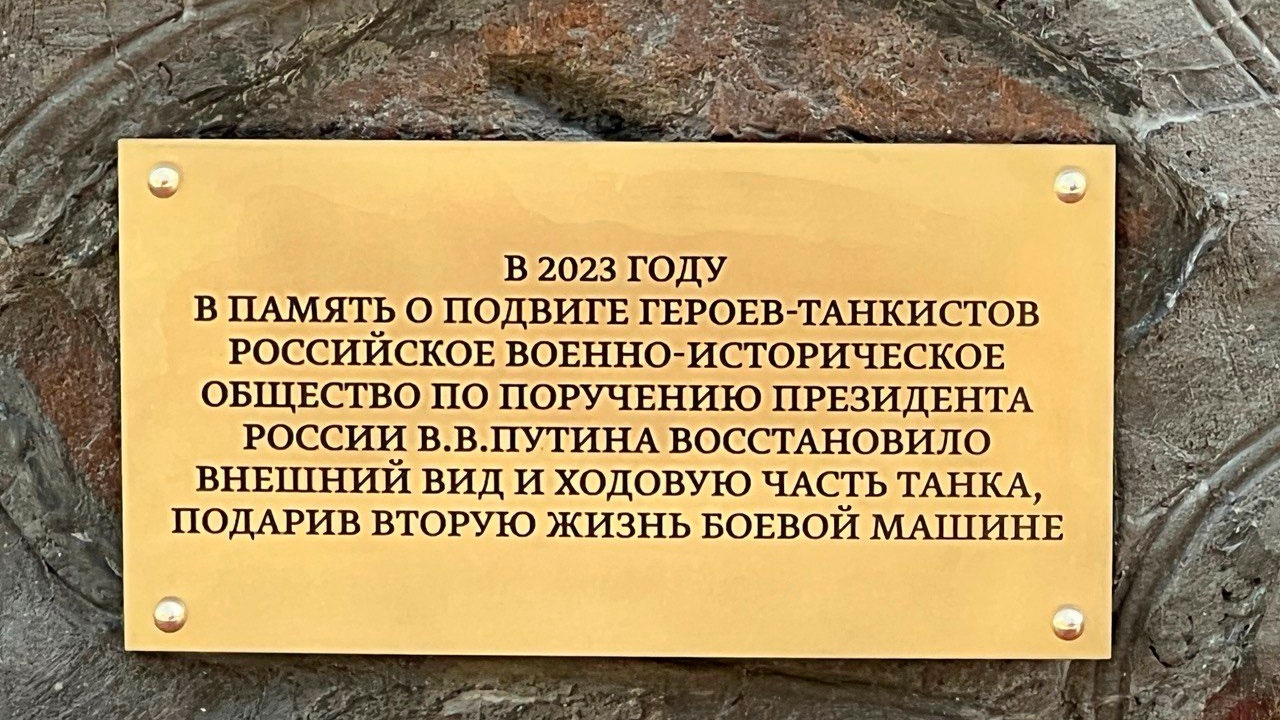 В 2023 ГОДУ
В ПАМЯТЬ О ПОДВИГЕ ГЕРОЕВ-ТАНКИСТОВ
РОССИЙСКОЕ ВОЕННО-ИСТОРИЧЕСКОЕ
ОБЩЕСТВО ПО ПОРУЧЕНИЮ ПРЕЗИДЕНТА
РОССИИ В.В.ПУТИНА ВОССТАНОВИЛО
ВНЕШНИЙ ВИД И ХОДОВУЮ ЧАСТЬ ТАНКА,
ПОДАРИВ ВТОРУЮ ЖИЗНЬ БОЕВОЙ МАШИНЕ